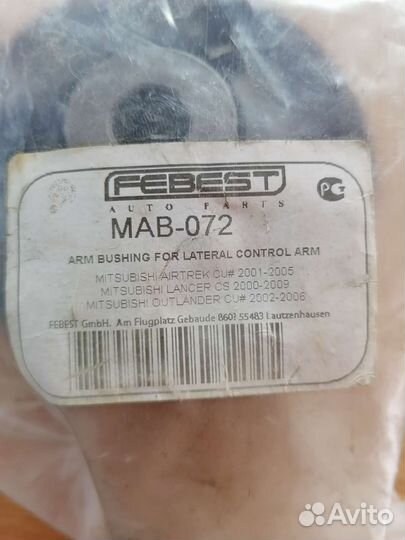 FEBEST
AUTO PARTS
MAB-072
ARM BUSHING FOR LATERAL CONTROL ARM
MITSUBISHI AIRTREK CU# 2001-2005
MITSUBISHI LANCER CS 2000-2009
MITSUBISHI OUTLANDER CU# 2002-2006
FEBEST GmbH. Am Flugplatz Gebaude 860? 55483 Lautzenhausen
Avito